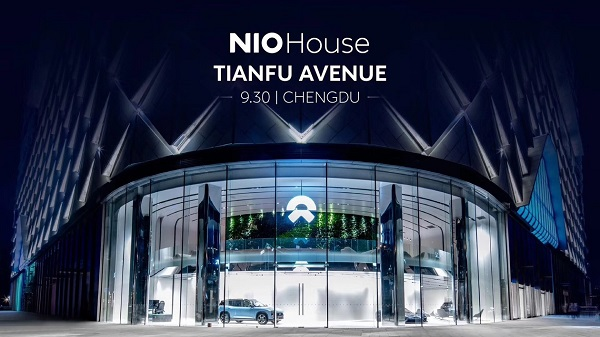 NIO House
TIANFU AVENUE
9.30 | CHENGDU